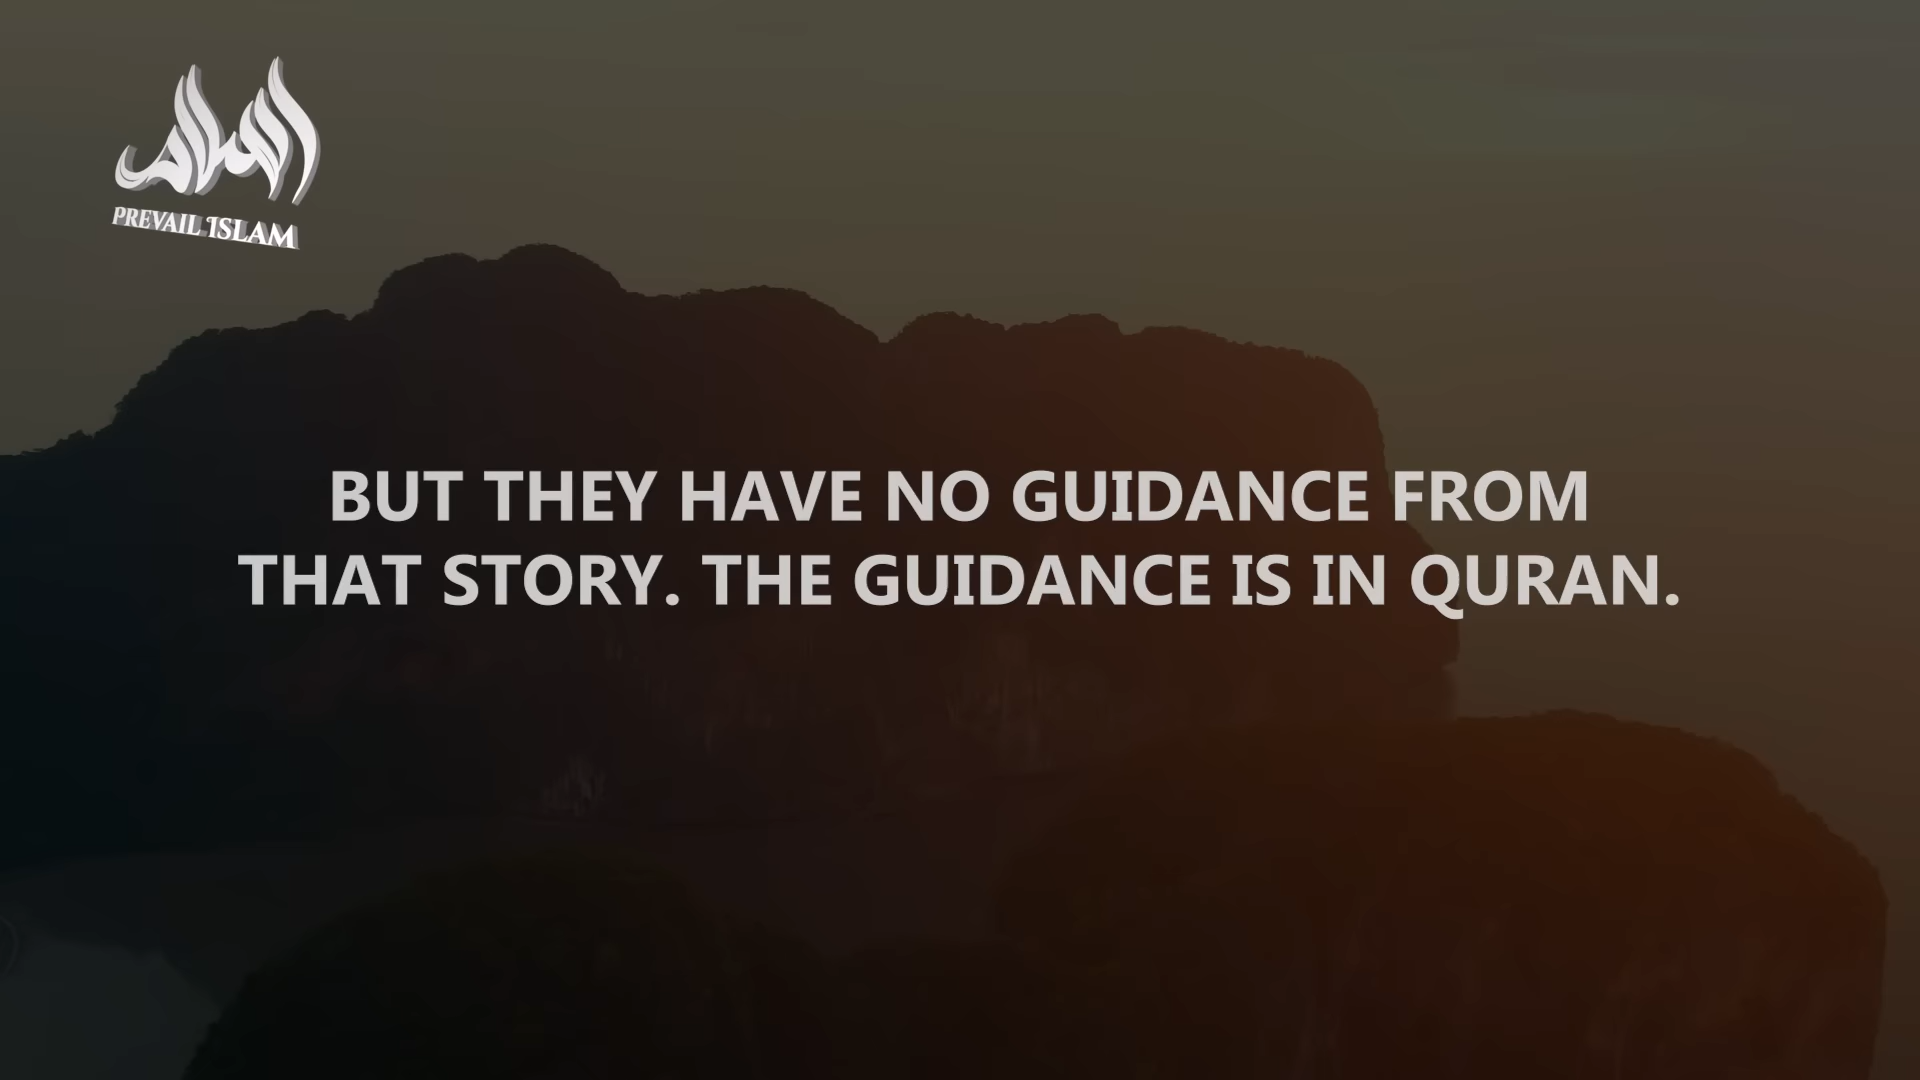 PREVAIL ISLAM
BUT THEY HAVE NO GUIDANCE FROM
THAT STORY. THE GUIDANCE IS IN QURAN.